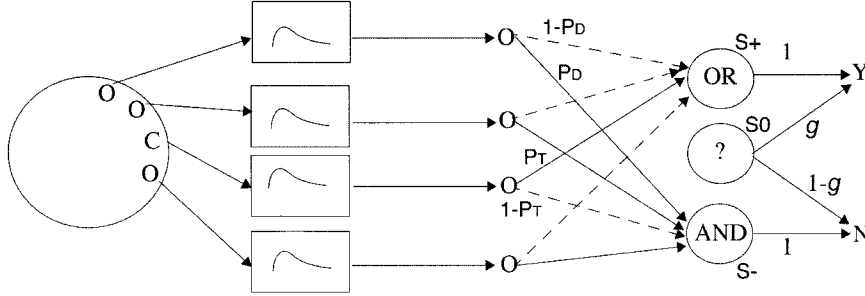 1-PD
S+
O
OR
1
Y
O
PD
O
O
S0
g
C
?
PT
O
O
1-g
1-PT
AND
1
N
O
S-